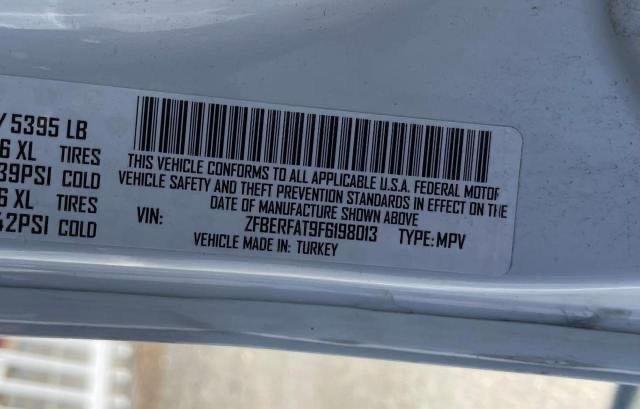 / 5395 LB
6 XL TIRES
39PSI COLD
6 XL TIRES
42PSI COLD
THIS VEHICLE CONFORMS TO ALL APPLICABLE U.S.A. FEDERAL MOTOR
VEHICLE SAFETY AND THEFT PREVENTION STANDARDS IN EFFECT ON THE
DATE OF MANUFACTURE SHOWN ABOVE
VIN: ZFBERFAT9F6198013 TYPE:MPV
VEHICLE MADE IN: TURKEY